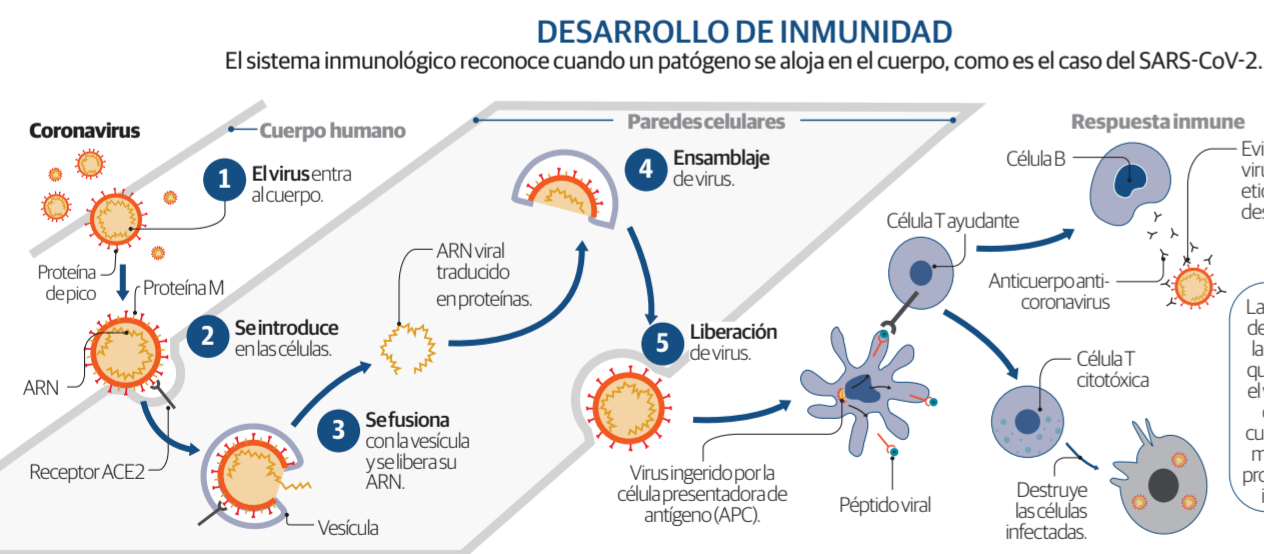 DESARROLLO DE INMUNIDAD
El sistema inmunológico reconoce cuando un patógeno se aloja en el cuerpo, como es el caso del SARS-CoV-2.
Coronavirus
Cuerpo humano
1
El virus entra
al cuerpo.
Proteína
de pico
Proteína M
2
Se introduce
en las células.
ARN
Receptor ACE2
3
Se fusiona
con la vesícula
y se libera su
ARN.
Vesícula
ARN viral
traducido
en proteínas.
Paredes celulares
4
Ensamblaje
de virus.
5
Liberación
de virus.
Virus ingerido por la
célula presentadora de
antígeno (APC).
Péptido viral
Respuesta inmune
Célula T ayudante
Célula B
Anticuerpo anti-
coronavirus
Célula T
citotóxica
Destruye
las células
infectadas.
La
de
la
el